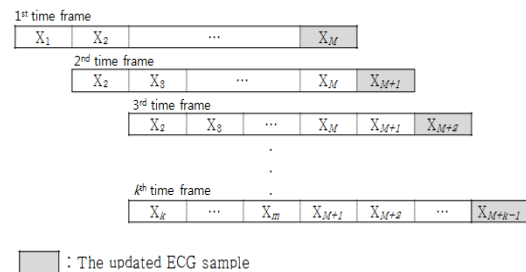 1st time frame
X1 X2 ... XM
2nd time frame
X2 X3 ... XM XM+1
3rd time frame
X2 X3 ... XM XM+1 XM+2
.
.
.
kth time frame
Xk ... Xm XM+1 XM+2 ... XM+k-1
: The updated ECG sample